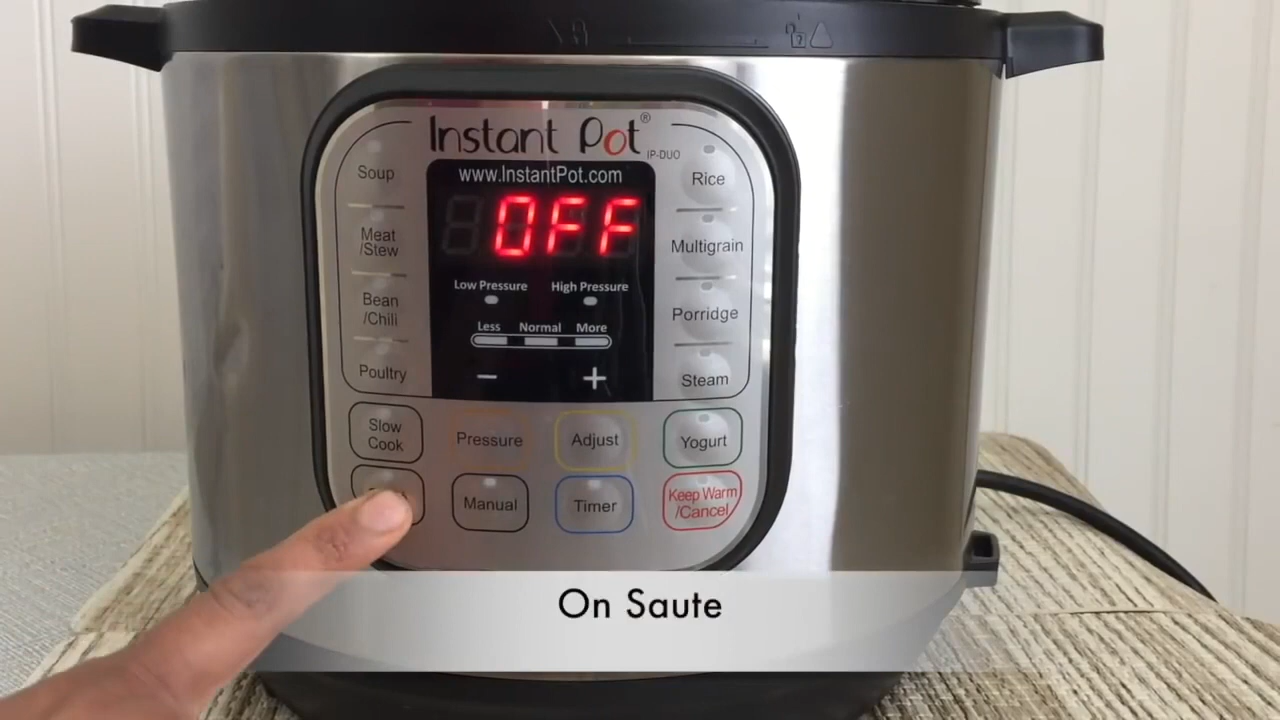 Instant Pot®
IP-DUO
www.InstantPot.com
OFF
Low Pressure High Pressure
Less Normal More
− +
Soup
Meat
/Stew
Bean
/Chili
Poultry
Rice
Multigrain
Porridge
Steam
Slow
Cook
Pressure
Adjust
Yogurt
Manual
Timer
Keep Warm
/Cancel
On Saute